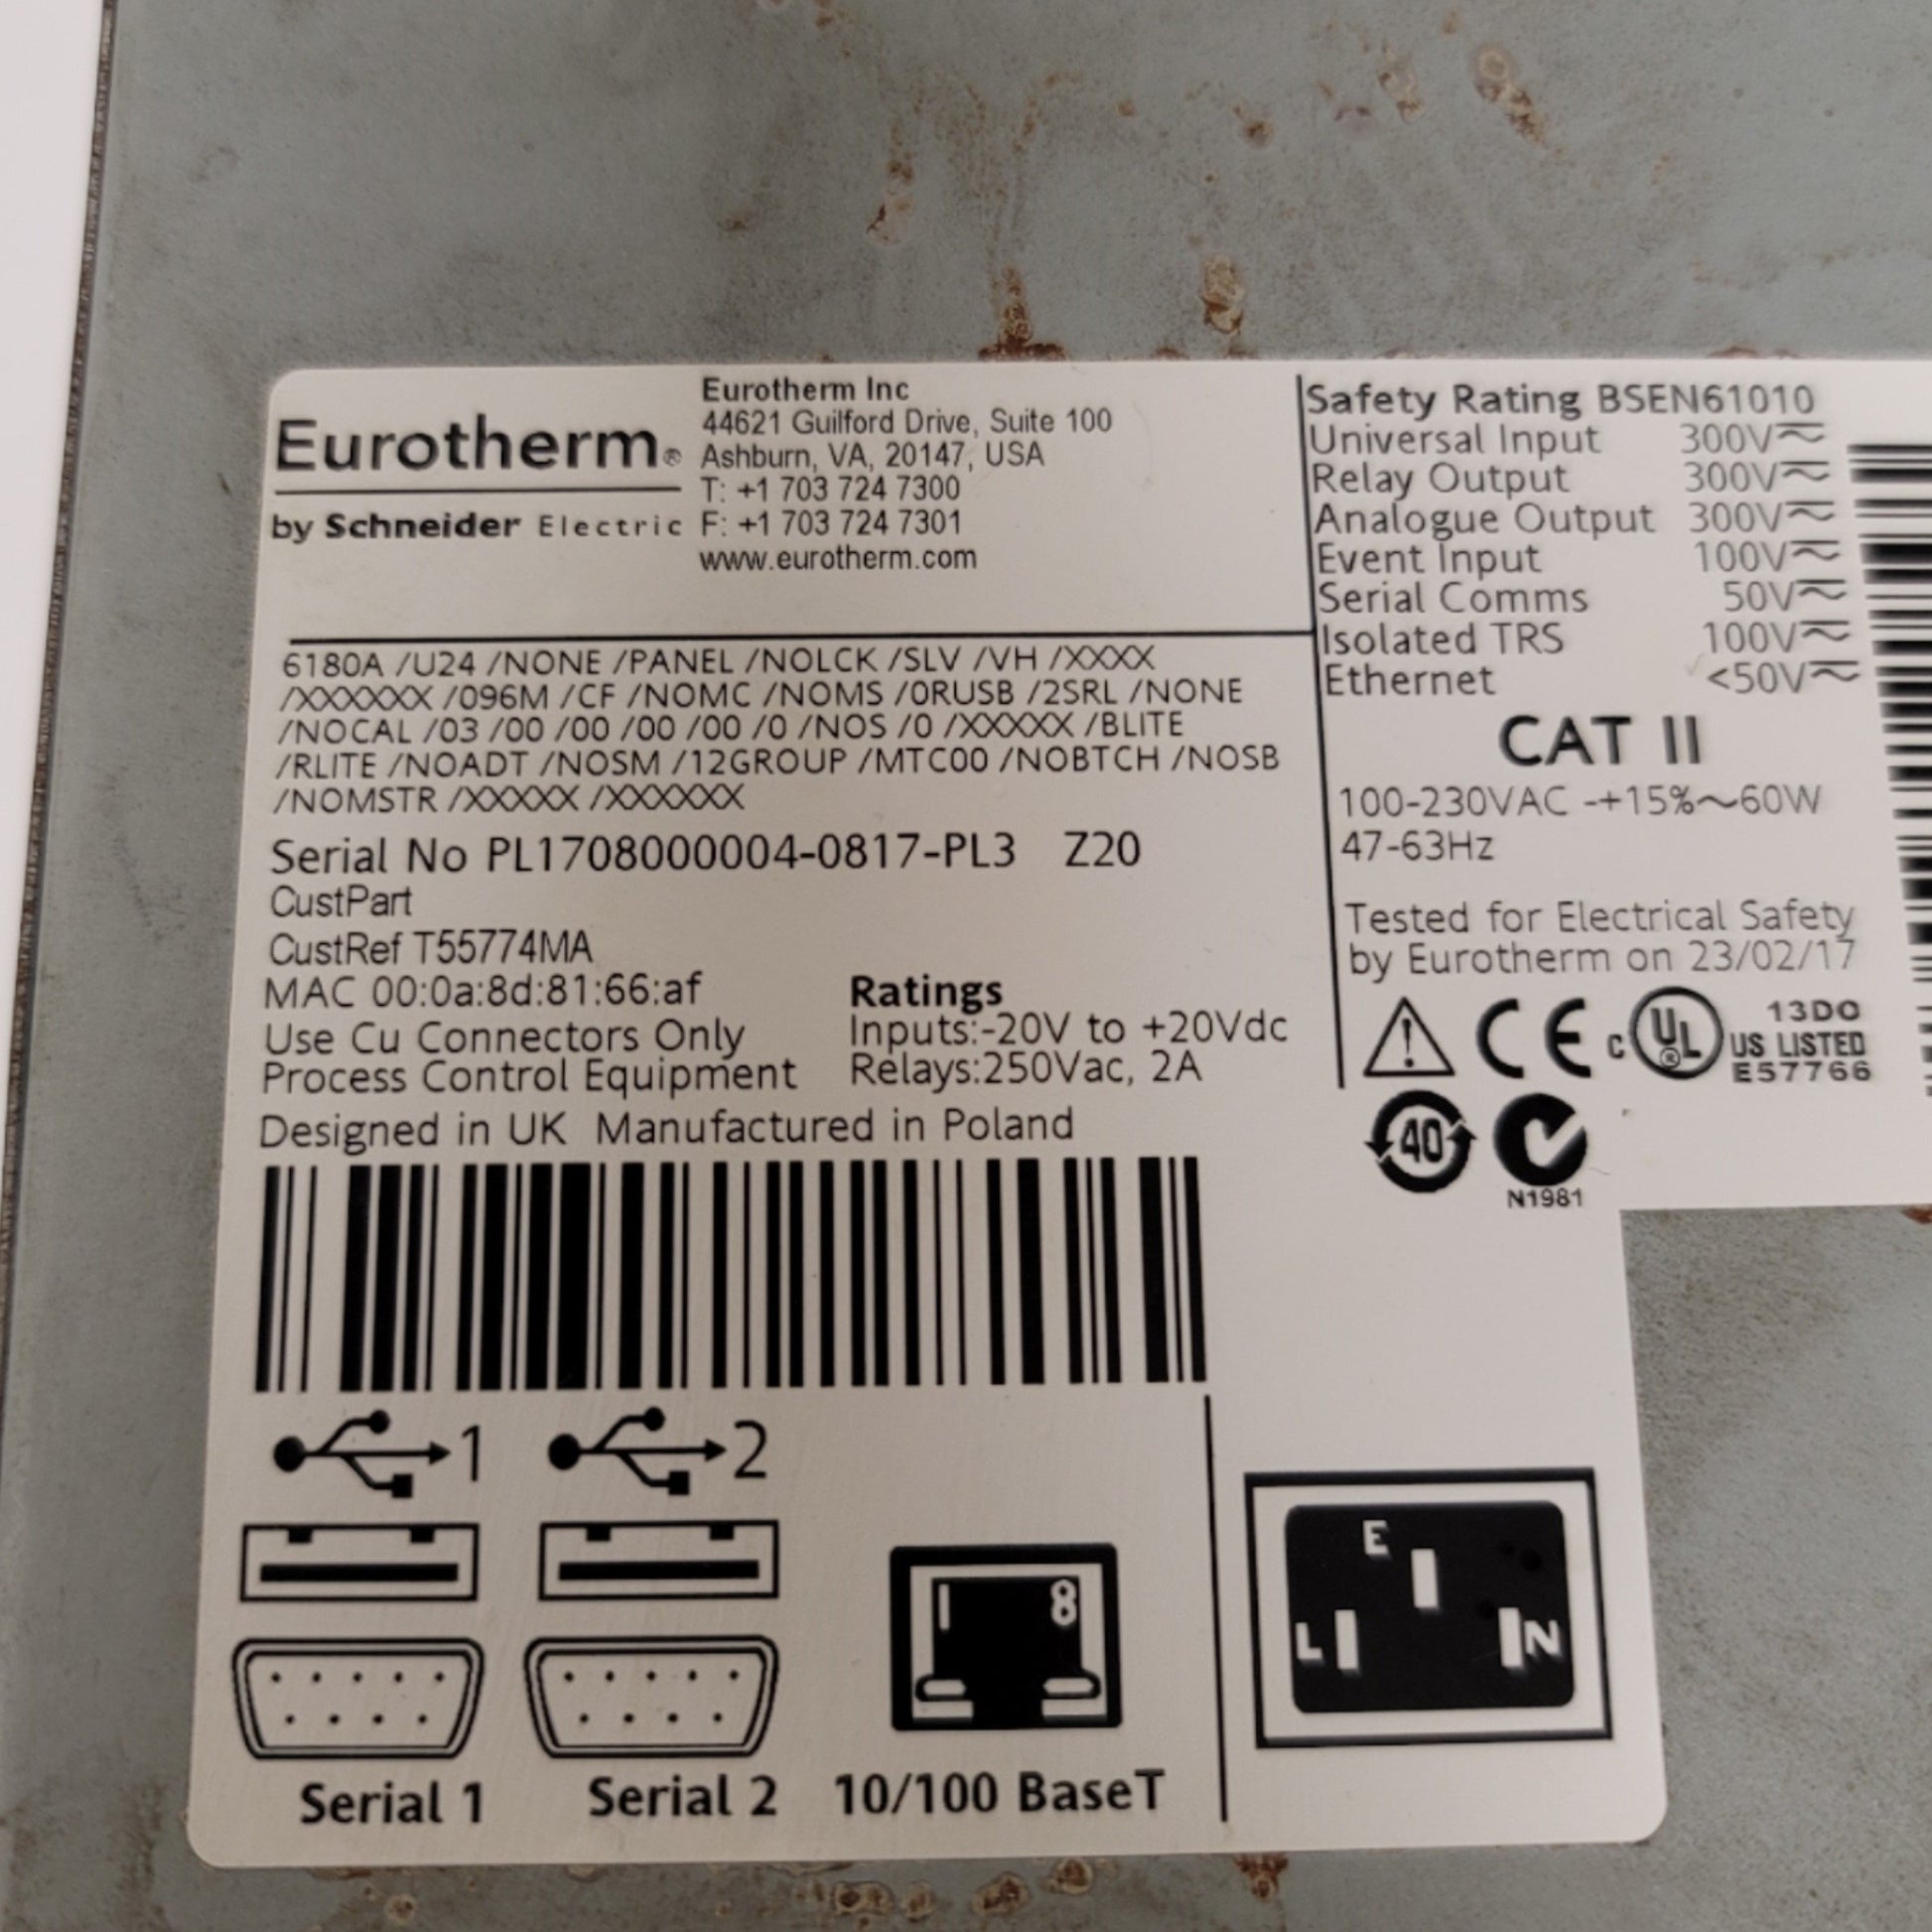 Eurotherm®
by Schneider Electric
Eurotherm Inc
44621 Guilford Drive, Suite 100
Ashburn, VA, 20147, USA
T: +1 703 724 7300
F: +1 703 724 7301
www.eurotherm.com
6180A /U24 /NONE /PANEL /NOLCK /SLV /VH /XXXX
/XXXXXX /096M /CF /NOMC /NOMS /0RUSB /2SRL /NONE
/NOCAL /03 /00 /00 /00 /00 /0 /NOS /0 /XXXXX /BLITE
/RLITE /NOADT /NOSM /12GROUP /MTC00 /NOBTCH /NOSB
/NOMSTR /XXXXX /XXXXXX
Serial No PL1708000004-0817-PL3 Z20
CustPart
CustRef T55774MA
MAC 00:0a:8d:81:66:af
Use Cu Connectors Only
Process Control Equipment
Ratings
Inputs:-20V to +20Vdc
Relays:250Vac, 2A
Designed in UK Manufactured in Poland
Safety Rating BSEN61010
Universal Input 300V⎓~
Relay Output 300V⎓~
Analogue Output 300V⎓~
Event Input 100V⎓~
Serial Comms 50V⎓~
Isolated TRS 100V⎓~
Ethernet <50V⎓~
CAT II
100-230VAC -+15%~60W
47-63Hz
Tested for Electrical Safety
by Eurotherm on 23/02/17
CE
C UL® US LISTED
13DO
E57766
40
N1981
1
2
1 8
E
L N
Serial 1
Serial 2
10/100 BaseT